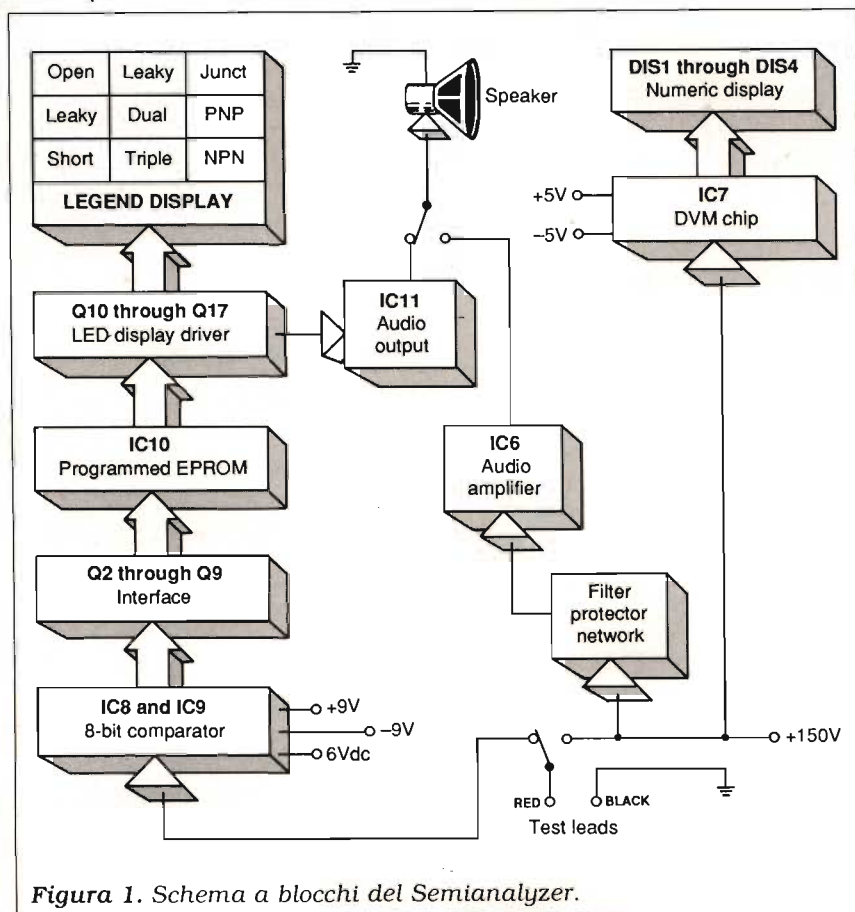 Open Leaky Junct
Leaky Dual PNP
Short Triple NPN
LEGEND DISPLAY
Q10 through Q17
LED display driver
IC10
Programmed EPROM
Q2 through Q9
Interface
IC8 and IC9
8-bit comparator
+9V
–9V
6Vdc
Speaker
IC11
Audio
output
IC6
Audio
amplifier
Filter
protector
network
DIS1 through DIS4
Numeric display
+5V
–5V
IC7
DVM chip
+150V
RED
BLACK
Test leads
Figura 1. Schema a blocchi del Semianalyzer.